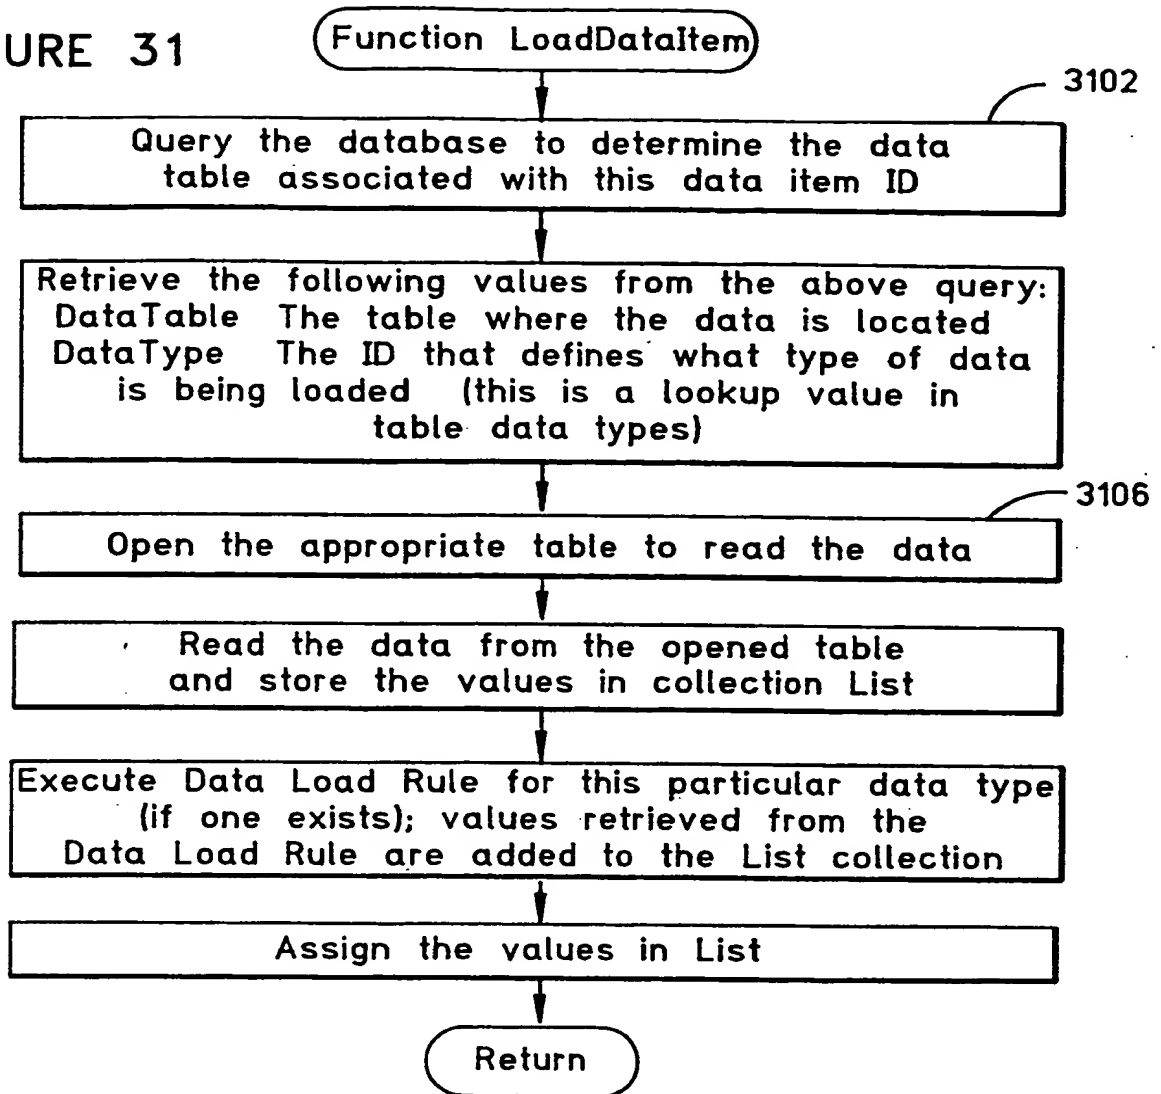 URE 31
Function LoadDataItem
3102
Query the database to determine the data
table associated with this data item ID
Retrieve the following values from the above query:
DataTable The table where the data is located
DataType The ID that defines what type of data
is being loaded (this is a lookup value in
table data types)
3106
Open the appropriate table to read the data
Read the data from the opened table
and store the values in collection List
Execute Data Load Rule for this particular data type
(if one exists); values retrieved from the
Data Load Rule are added to the List collection
Assign the values in List
Return